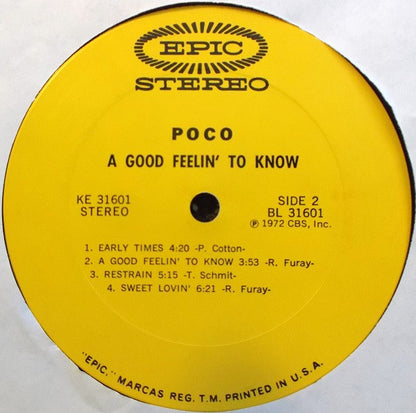 EPIC
STEREO
POCO
A GOOD FEELIN' TO KNOW
KE 31601
STEREO
SIDE 2
BL 31601
℗ 1972 CBS, Inc.
1. EARLY TIMES 4:20 -P. Cotton-
2. A GOOD FEELIN' TO KNOW 3:53 -R. Furay-
3. RESTRAIN 5:15 -T. Schmit-
4. SWEET LOVIN' 6:21 -R. Furay-
"EPIC," MARCAS REG. T.M. PRINTED IN U.S.A.